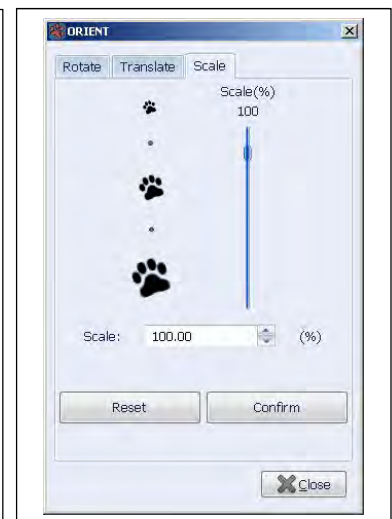 ORIENT
Rotate Translate Scale
Scale(%)
100
Scale: 100.00 (%)
Reset Confirm
Close